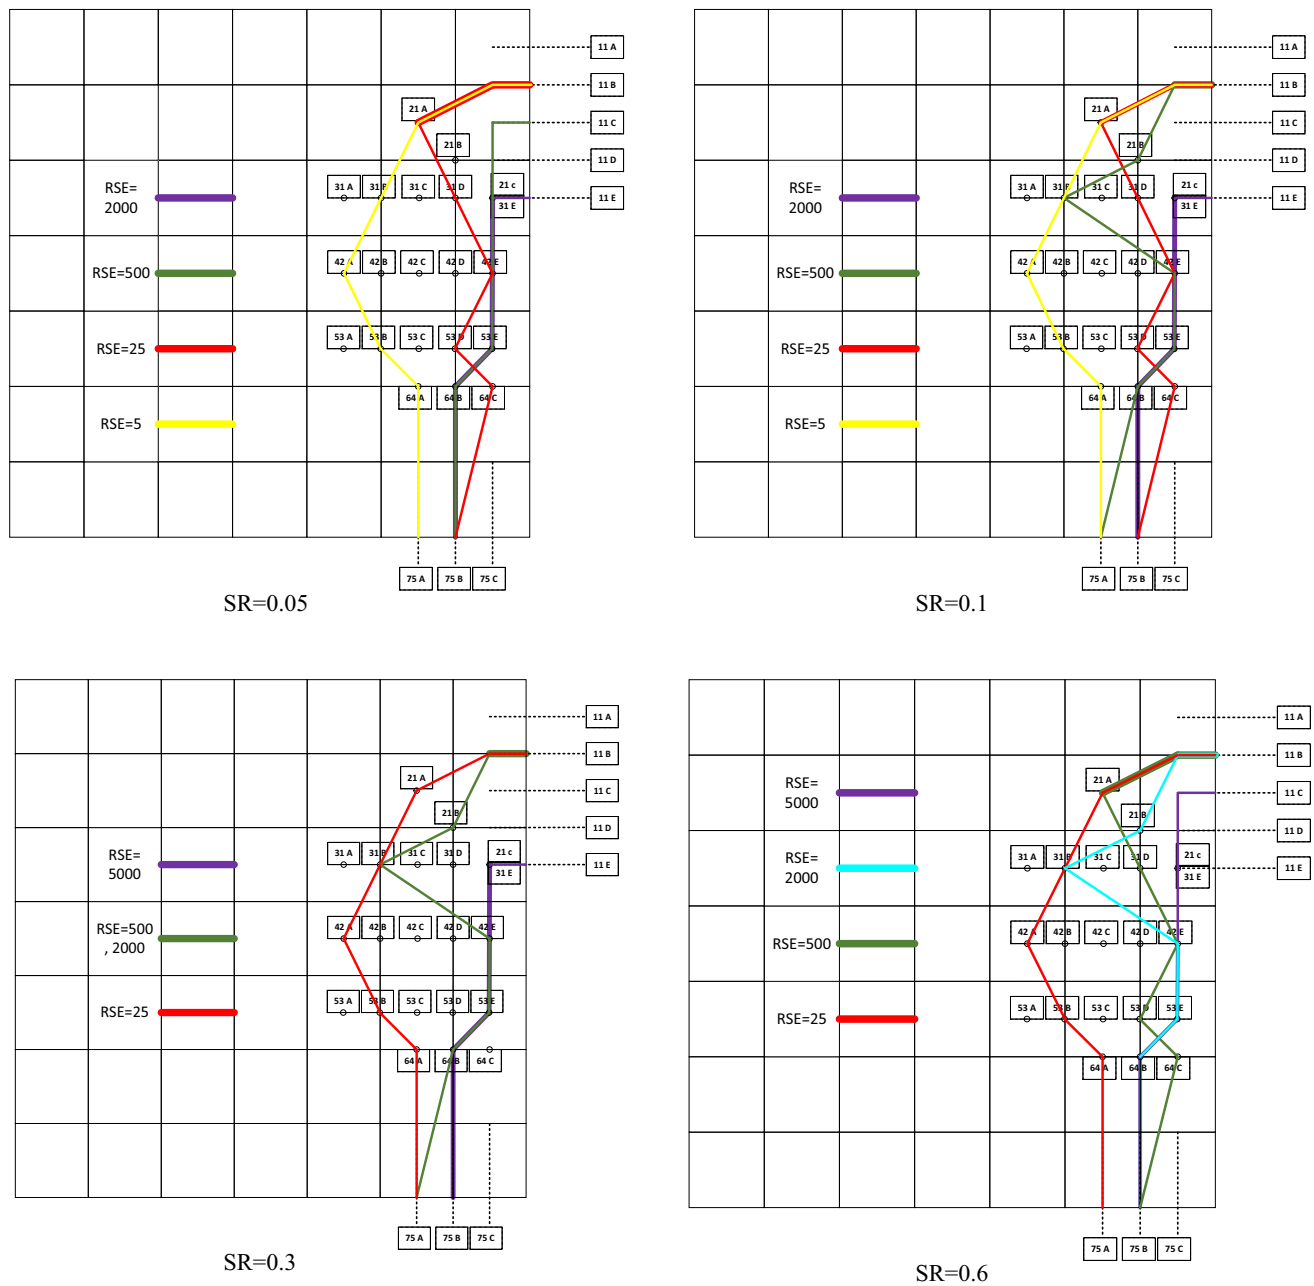 11 A
11 B
21 A
11 C
21 B
11 D
RSE=
2000
31 A
31 B
31 C
31 D
21 c
31 E
11 E
RSE=500
42 A
42 B
42 C
42 D
42 E
RSE=25
53 A
53 B
53 C
53 D
53 E
64 A
64 B
64 C
RSE=5
75 A
75 B
75 C
SR=0.05
11 A
11 B
21 A
11 C
21 B
11 D
RSE=
2000
31 A
31 B
31 C
31 D
21 c
31 E
11 E
RSE=500
42 A
42 B
42 C
42 D
42 E
RSE=25
53 A
53 B
53 C
53 D
53 E
64 A
64 B
64 C
RSE=5
75 A
75 B
75 C
SR=0.1
11 A
11 B
21 A
11 C
21 B
11 D
RSE=
5000
31 A
31 B
31 C
31 D
21 c
31 E
11 E
RSE=500
, 2000
42 A
42 B
42 C
42 D
42 E
RSE=25
53 A
53 B
53 C
53 D
53 E
64 A
64 B
64 C
75 A
75 B
75 C
SR=0.3
11 A
11 B
21 A
RSE=
5000
11 C
21 B
11 D
RSE=
2000
31 A
31 B
31 C
31 D
21 c
31 E
11 E
RSE=500
42 A
42 B
42 C
42 D
42 E
RSE=25
53 A
53 B
53 C
53 D
53 E
64 A
64 B
64 C
75 A
75 B
75 C
SR=0.6